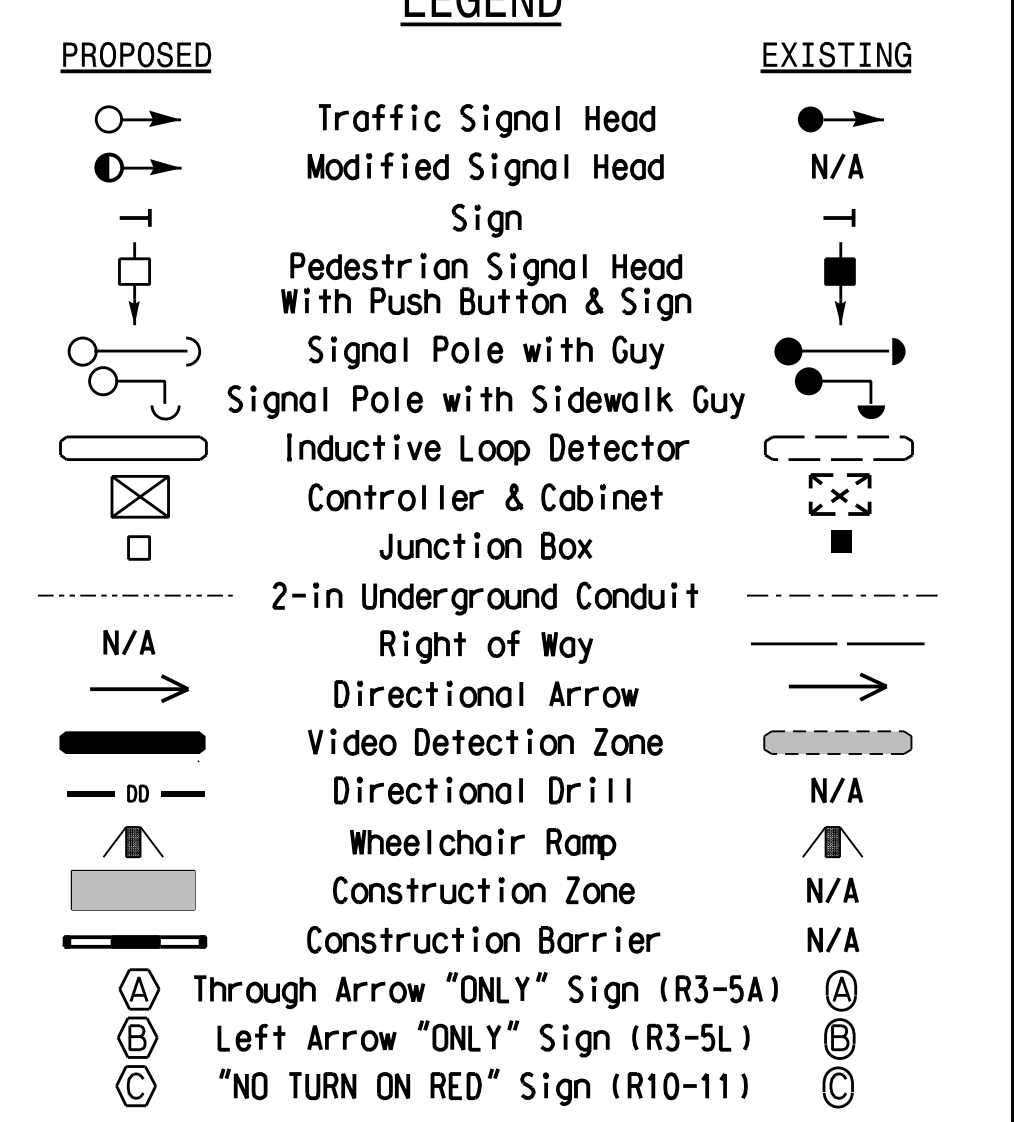 LEGEND
PROPOSED EXISTING
Traffic Signal Head
Modified Signal Head N/A
Sign
Pedestrian Signal Head
With Push Button & Sign
Signal Pole with Guy
Signal Pole with Sidewalk Guy
Inductive Loop Detector
Controller & Cabinet
Junction Box
2-in Underground Conduit
N/A Right of Way
Directional Arrow
Video Detection Zone
DD Directional Drill N/A
Wheelchair Ramp
Construction Zone N/A
Construction Barrier N/A
A Through Arrow "ONLY" Sign (R3-5A) A
B Left Arrow "ONLY" Sign (R3-5L) B
C "NO TURN ON RED" Sign (R10-11) C